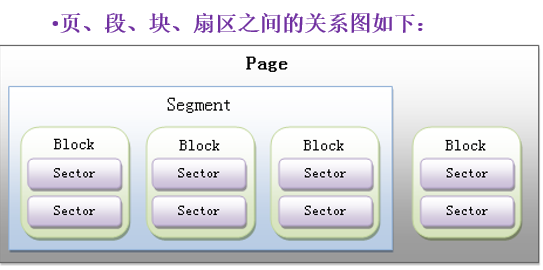 •页、段、块、扇区之间的关系图如下：
Page
Segment
Block Block Block Block
Sector Sector Sector Sector
Sector Sector Sector Sector